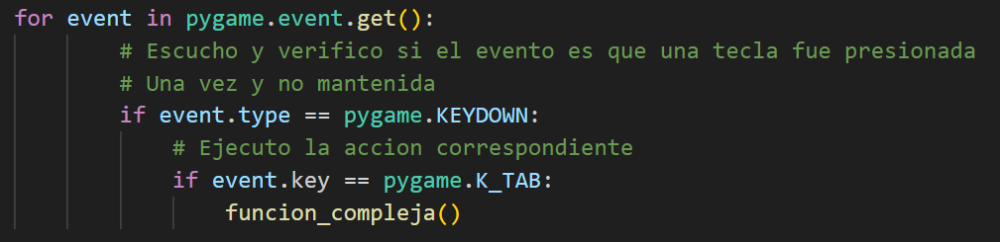 for event in pygame.event.get():
# Escucho y verifico si el evento es que una tecla fue presionada
# Una vez y no mantenida
if event.type == pygame.KEYDOWN:
# Ejecuto la accion correspondiente
if event.key == pygame.K_TAB:
funcion_compleja()